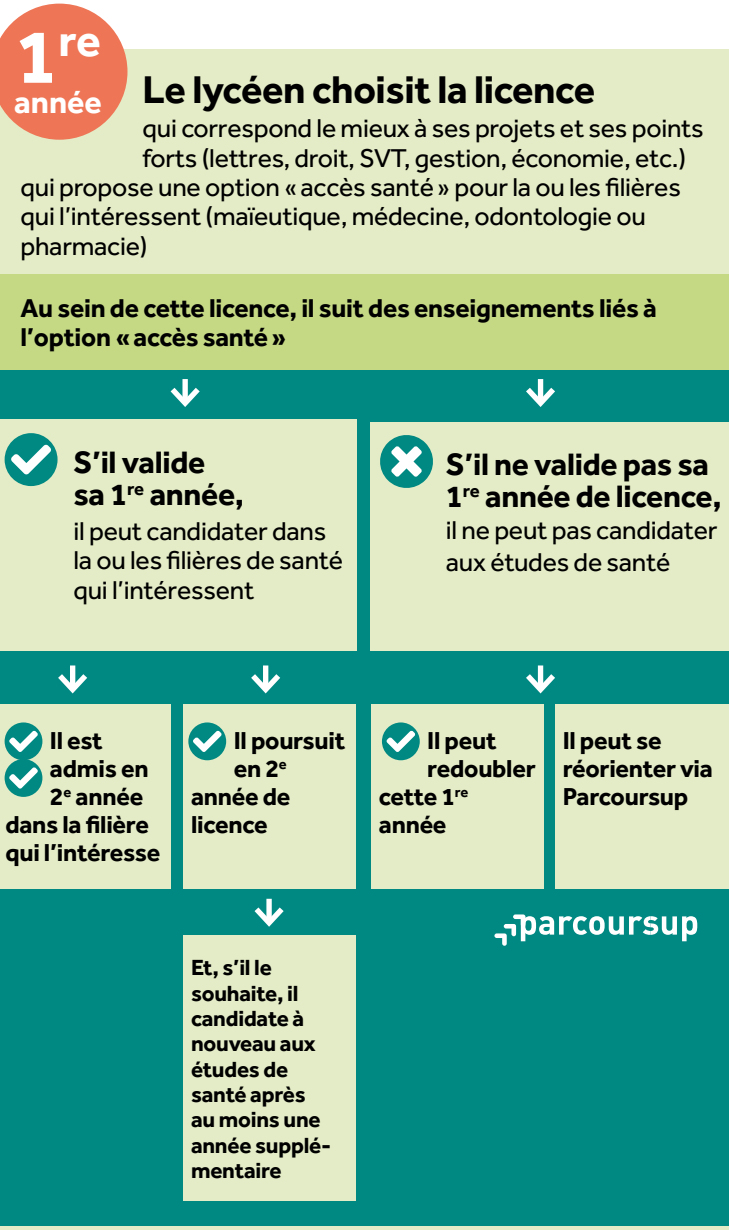 1re
année
Le lycéen choisit la licence
qui correspond le mieux à ses projets et ses points
forts (lettres, droit, SVT, gestion, économie, etc.)
qui propose une option « accès santé » pour la ou les filières
qui l'intéressent (maïeutique, médecine, odontologie ou
pharmacie)
Au sein de cette licence, il suit des enseignements liés à
l'option « accès santé »
S'il valide
sa 1re année,
il peut candidater dans
la ou les filières de santé
qui l'intéressent
S'il ne valide pas sa
1re année de licence,
il ne peut pas candidater
aux études de santé
Il est
admis en
2e année
dans la filière
qui l'intéresse
Il poursuit
en 2e
année de
licence
Il peut
redoubler
cette 1re
année
Il peut se
réorienter via
Parcoursup
parcoursup
Et, s'il le
souhaite, il
candidate à
nouveau aux
études de
santé après
au moins une
année supplé-
mentaire